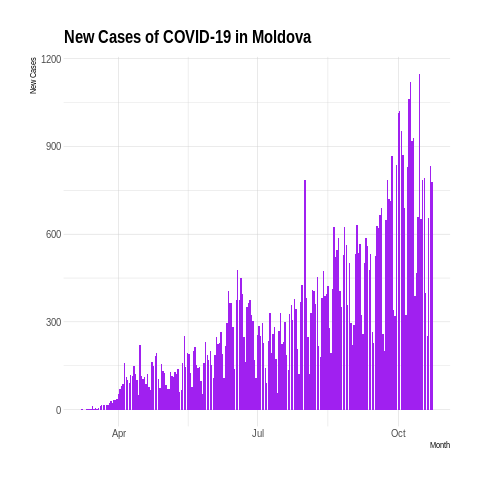 New Cases of COVID-19 in Moldova
New Cases
1200
900
600
300
0
Apr
Jul
Oct
Month